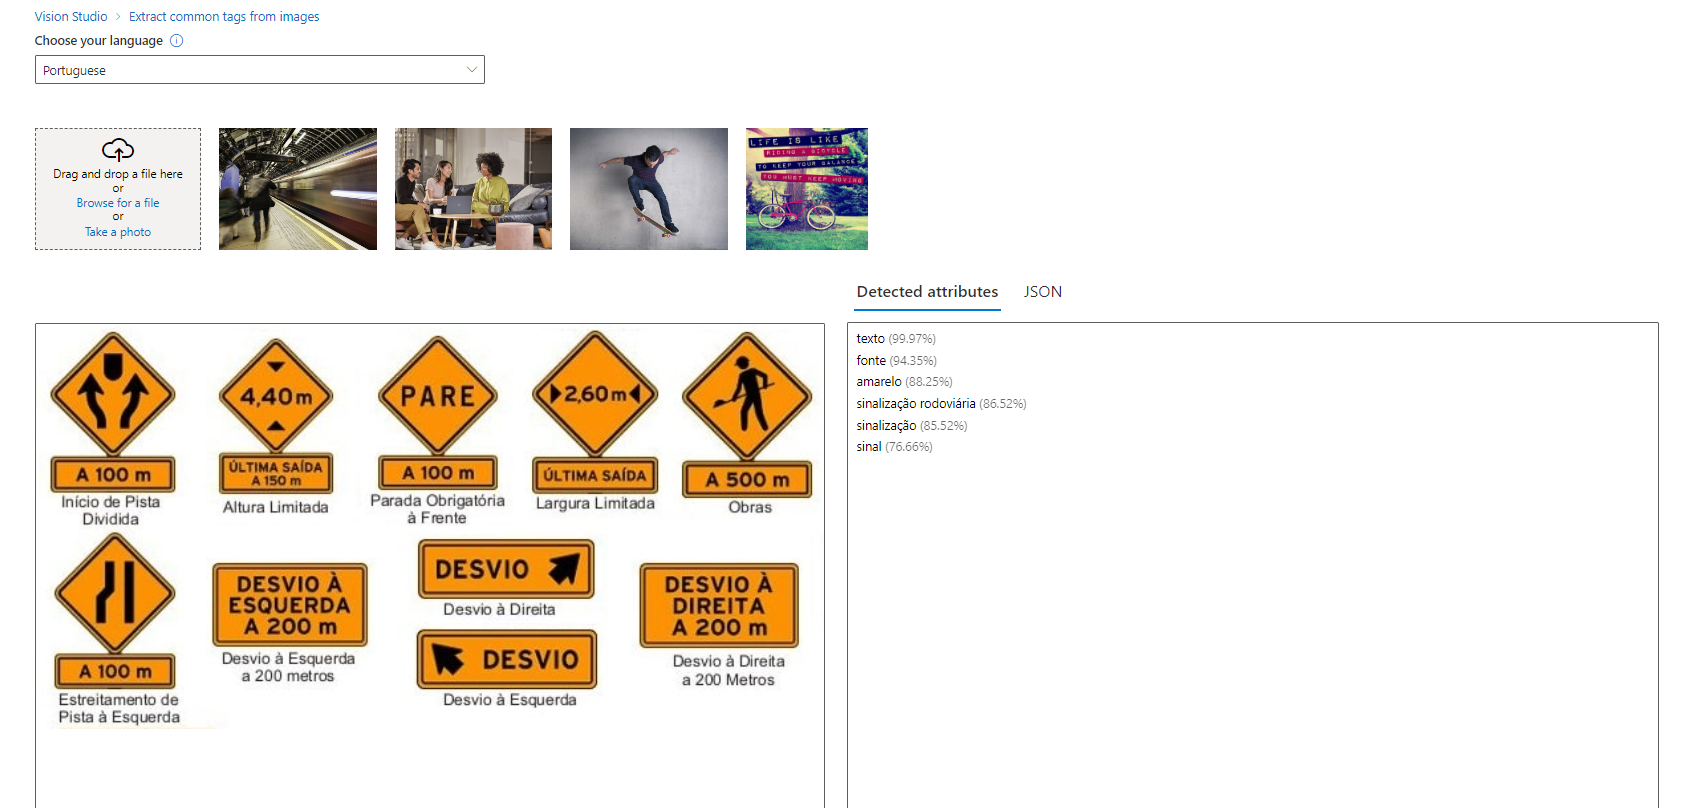 Vision Studio > Extract common tags from images
Choose your language
Portuguese
Drag and drop a file here
or
Browse for a file
or
Take a photo
LIFE IS LIKE
RIDING A BICYCLE
TO KEEP YOUR BALANCE
YOU MUST KEEP MOVING
Detected attributes JSON
A 100 m
Início de Pista
Dividida
4,40m
ÚLTIMA SAÍDA
A 150 m
Altura Limitada
PARE
A 100 m
Parada Obrigatória
à Frente
2,60m
ÚLTIMA SAÍDA
Largura Limitada
A 500 m
Obras
A 100 m
Estreitamento de
Pista à Esquerda
DESVIO À
ESQUERDA
A 200 m
Desvio à Esquerda
a 200 metros
DESVIO
Desvio à Direita
DESVIO
Desvio à Esquerda
DESVIO À
DIREITA
A 200 m
Desvio à Direita
a 200 Metros
texto (99.97%)
fonte (94.35%)
amarelo (88.25%)
sinalização rodoviária (86.52%)
sinalização (85.52%)
sinal (76.66%)